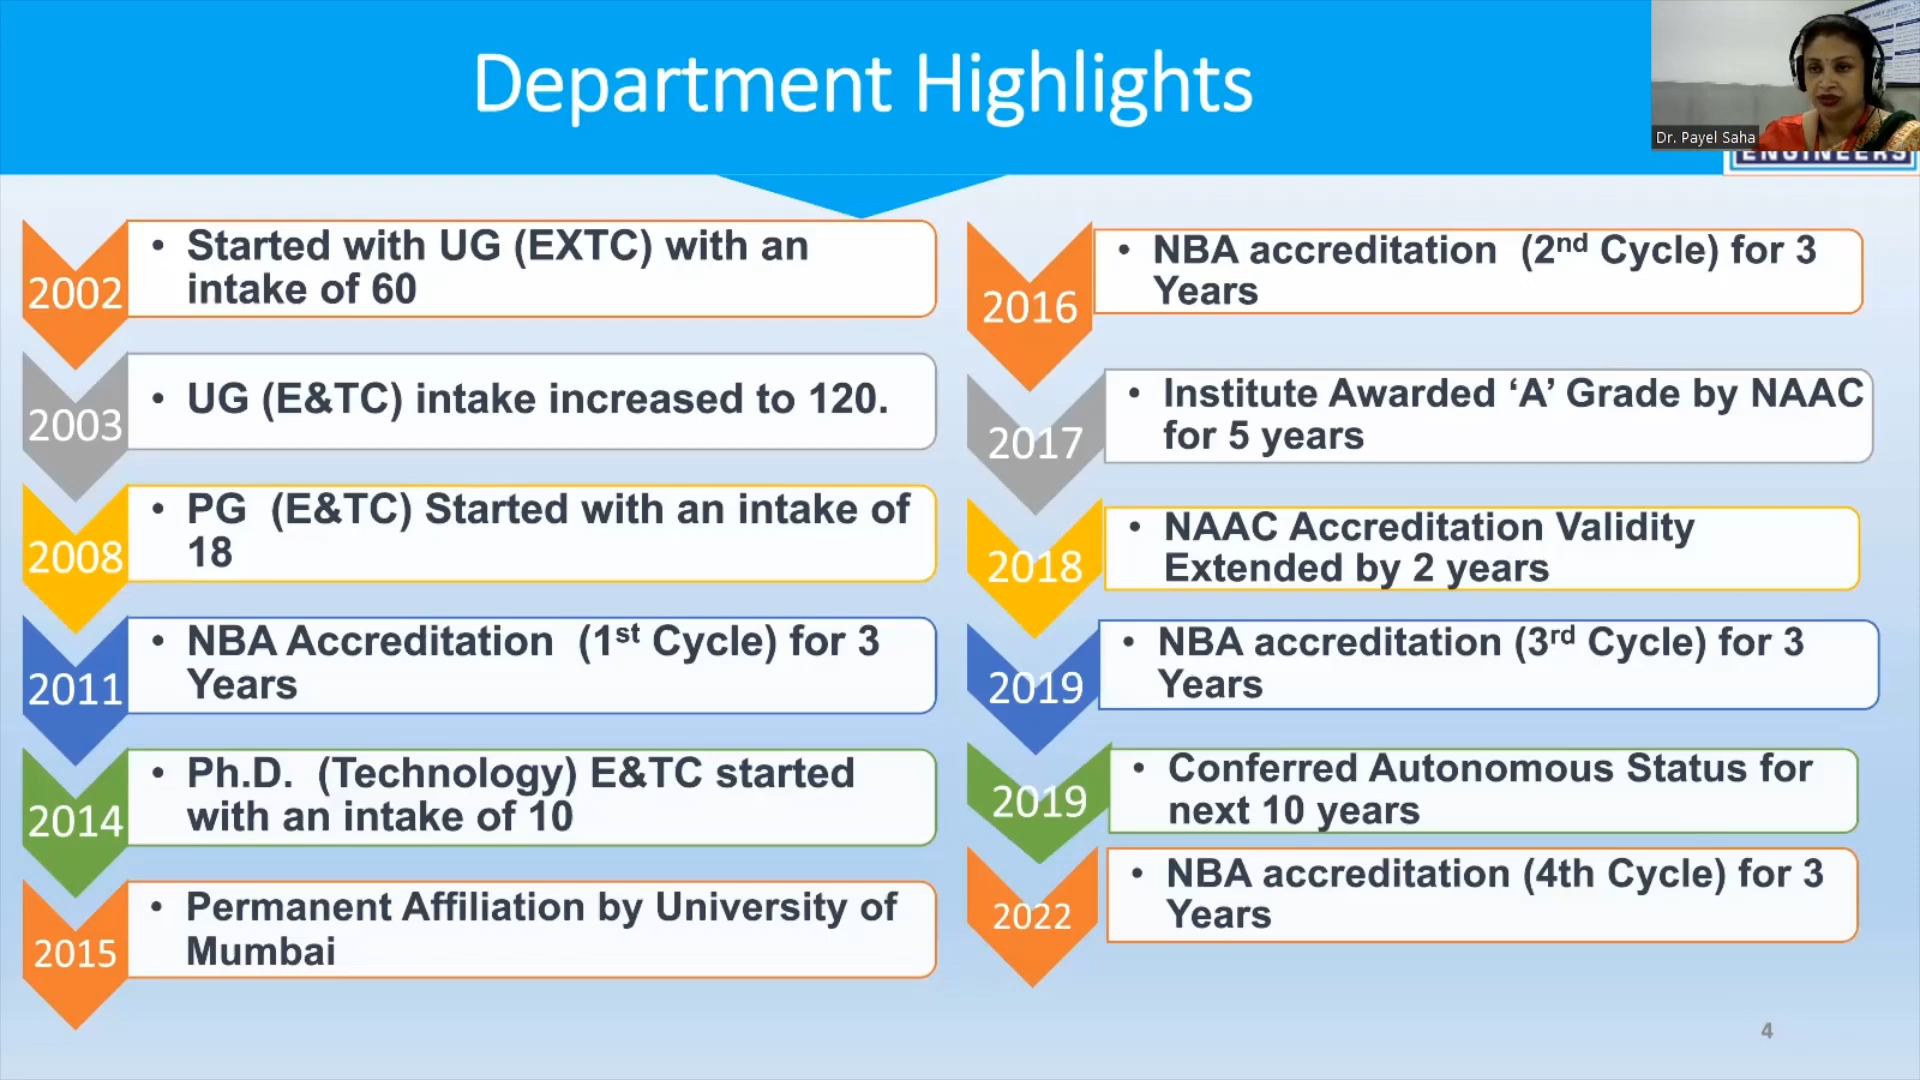 Department Highlights
Dr. Payel Saha
ENGINEERS
2002
• Started with UG (EXTC) with an
intake of 60
2003
• UG (E&TC) intake increased to 120.
2008
• PG (E&TC) Started with an intake of
18
2011
• NBA Accreditation (1st Cycle) for 3
Years
2014
• Ph.D. (Technology) E&TC started
with an intake of 10
2015
• Permanent Affiliation by University of
Mumbai
2016
• NBA accreditation (2nd Cycle) for 3
Years
2017
• Institute Awarded ‘A’ Grade by NAAC
for 5 years
2018
• NAAC Accreditation Validity
Extended by 2 years
2019
• NBA accreditation (3rd Cycle) for 3
Years
2019
• Conferred Autonomous Status for
next 10 years
2022
• NBA accreditation (4th Cycle) for 3
Years
4